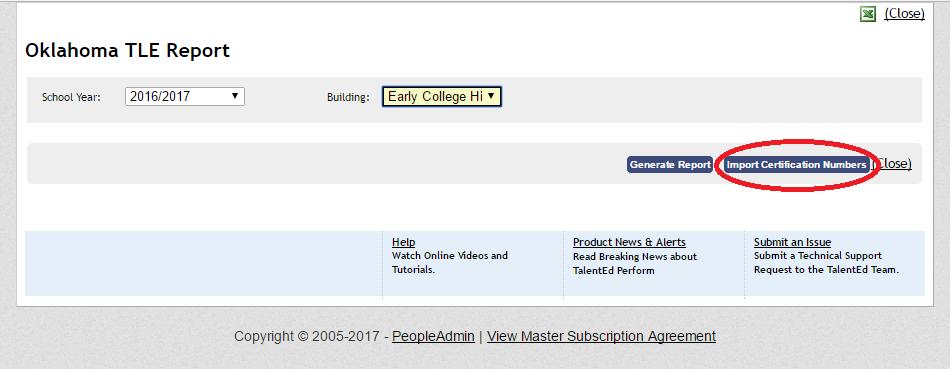 (Close)
Oklahoma TLE Report
School Year: 2016/2017 Building: Early College Hi
Generate Report Import Certification Numbers (Close)
Help Product News & Alerts Submit an Issue
Watch Online Videos and Read Breaking News about Submit a Technical Support
Tutorials. TalentEd Perform Request to the TalentEd Team.
Copyright © 2005-2017 - PeopleAdmin | View Master Subscription Agreement